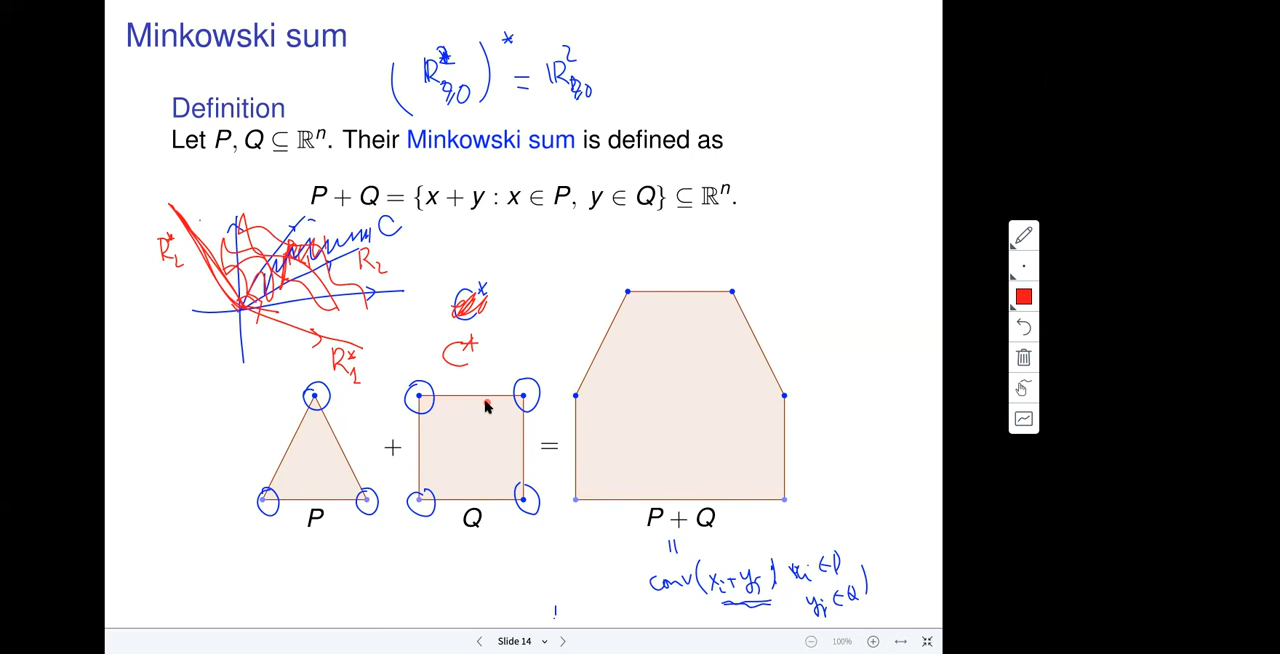 Minkowski sum
(ℝ²≥0)* = ℝ²≥0
Definition
Let P, Q ⊆ ℝⁿ. Their Minkowski sum is defined as
P + Q = {x + y : x ∈ P, y ∈ Q} ⊆ ℝⁿ.
C
R₂*
R₂
C*
C*
R₁*
+
=
P
Q
P + Q
=
conv(xᵢ + yⱼ | xᵢ ∈ P
yⱼ ∈ Q)
Slide 14
100%